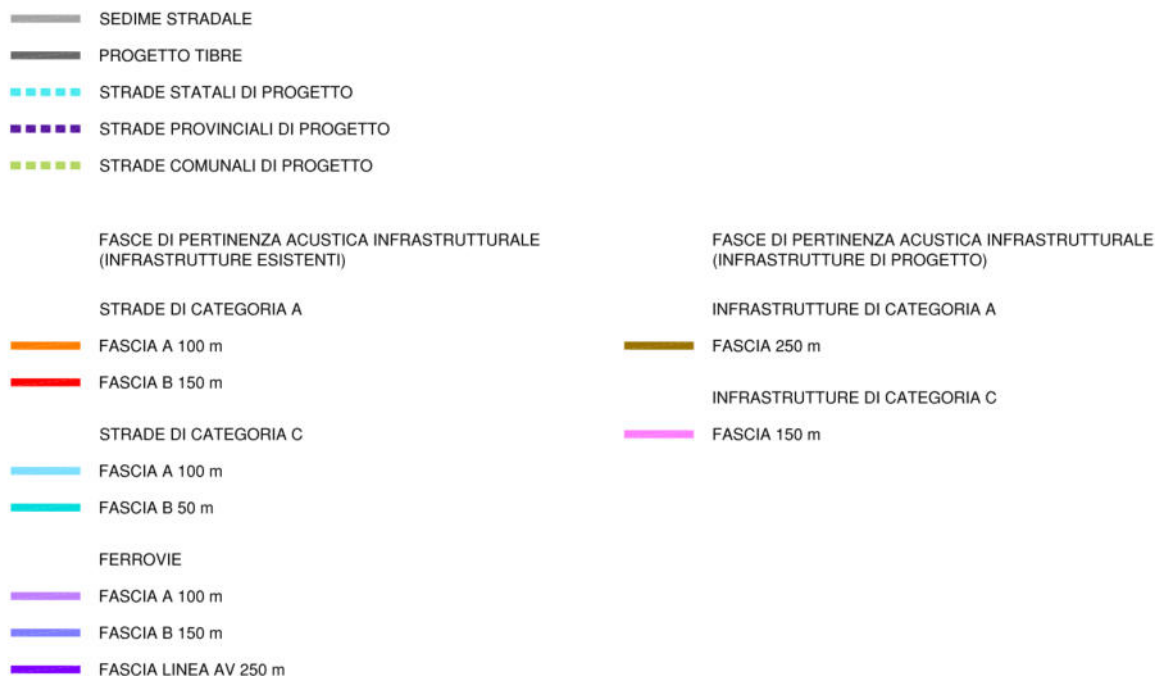 SEDIME STRADALE
PROGETTO TIBRE
STRADE STATALI DI PROGETTO
STRADE PROVINCIALI DI PROGETTO
STRADE COMUNALI DI PROGETTO
FASCE DI PERTINENZA ACUSTICA INFRASTRUTTURALE
(INFRASTRUTTURE ESISTENTI)
STRADE DI CATEGORIA A
FASCIA A 100 m
FASCIA B 150 m
STRADE DI CATEGORIA C
FASCIA A 100 m
FASCIA B 50 m
FERROVIE
FASCIA A 100 m
FASCIA B 150 m
FASCIA LINEA AV 250 m
FASCE DI PERTINENZA ACUSTICA INFRASTRUTTURALE
(INFRASTRUTTURE DI PROGETTO)
INFRASTRUTTURE DI CATEGORIA A
FASCIA 250 m
INFRASTRUTTURE DI CATEGORIA C
FASCIA 150 m